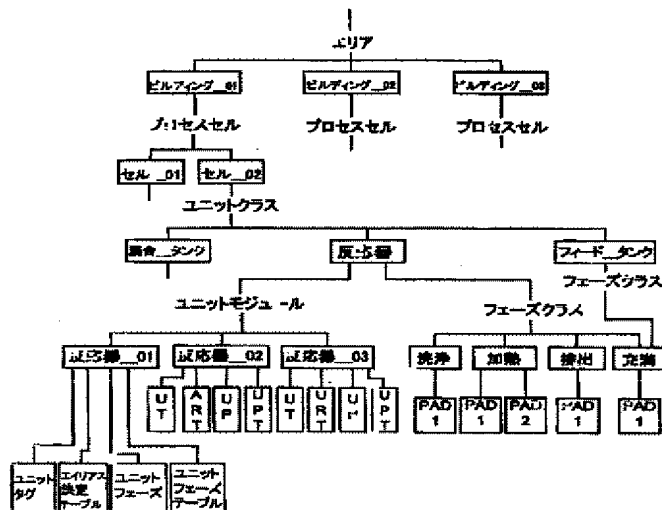 エリア
ビルディング_01
ビルディング_02
ビルディング_03
プロセスセル
プロセスセル
プロセスセル
セル_01
セル_02
ユニットクラス
混合_タンク
反応器
フィード_タンク
フェーズクラス
ユニットモジュール
フェーズクラス
反応器_01
反応器_02
反応器_03
洗浄
加熱
排出
充満
UT
ART
UP
UPT
UT
URT
UP
UPT
PAD
1
PAD
1
PAD
2
PAD
1
PAD
1
ユニット
タグ
エイリアス
決定
テーブル
ユニット
フェーズ
ユニット
フェーズ
テーブル